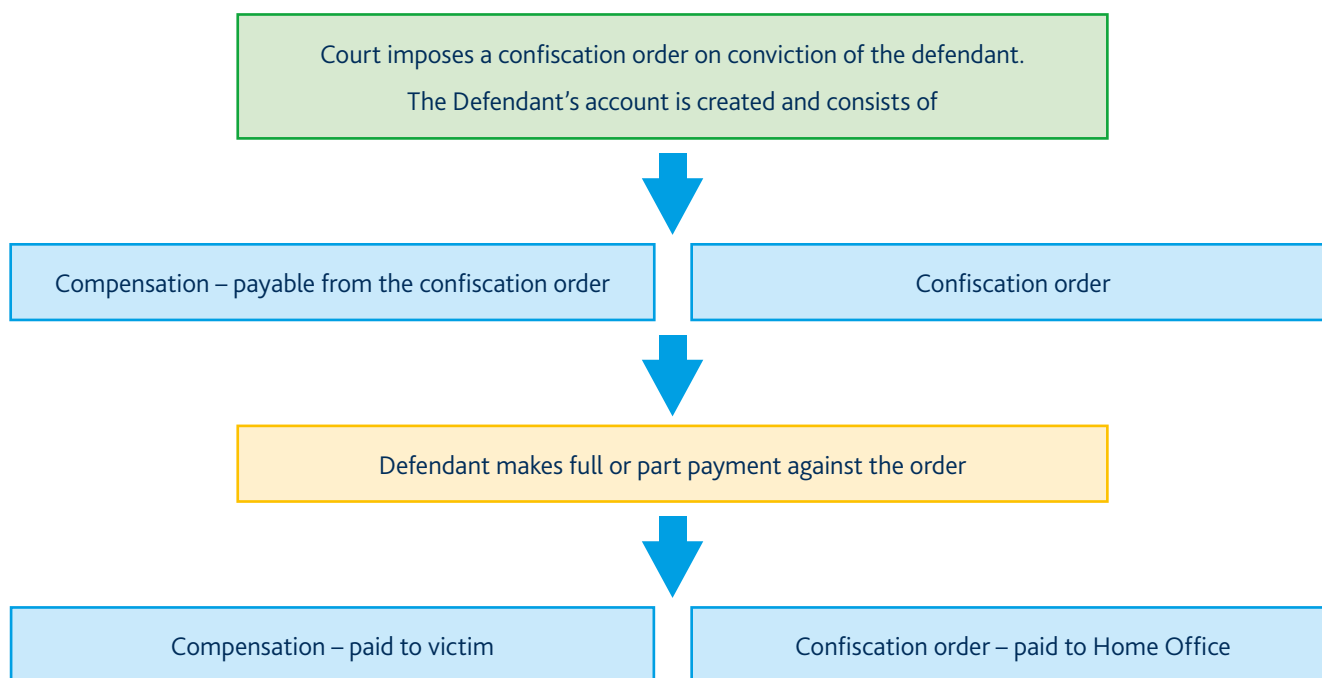 Court imposes a confiscation order on conviction of the defendant.
The Defendant’s account is created and consists of
Compensation – payable from the confiscation order
Confiscation order
Defendant makes full or part payment against the order
Compensation – paid to victim
Confiscation order – paid to Home Office